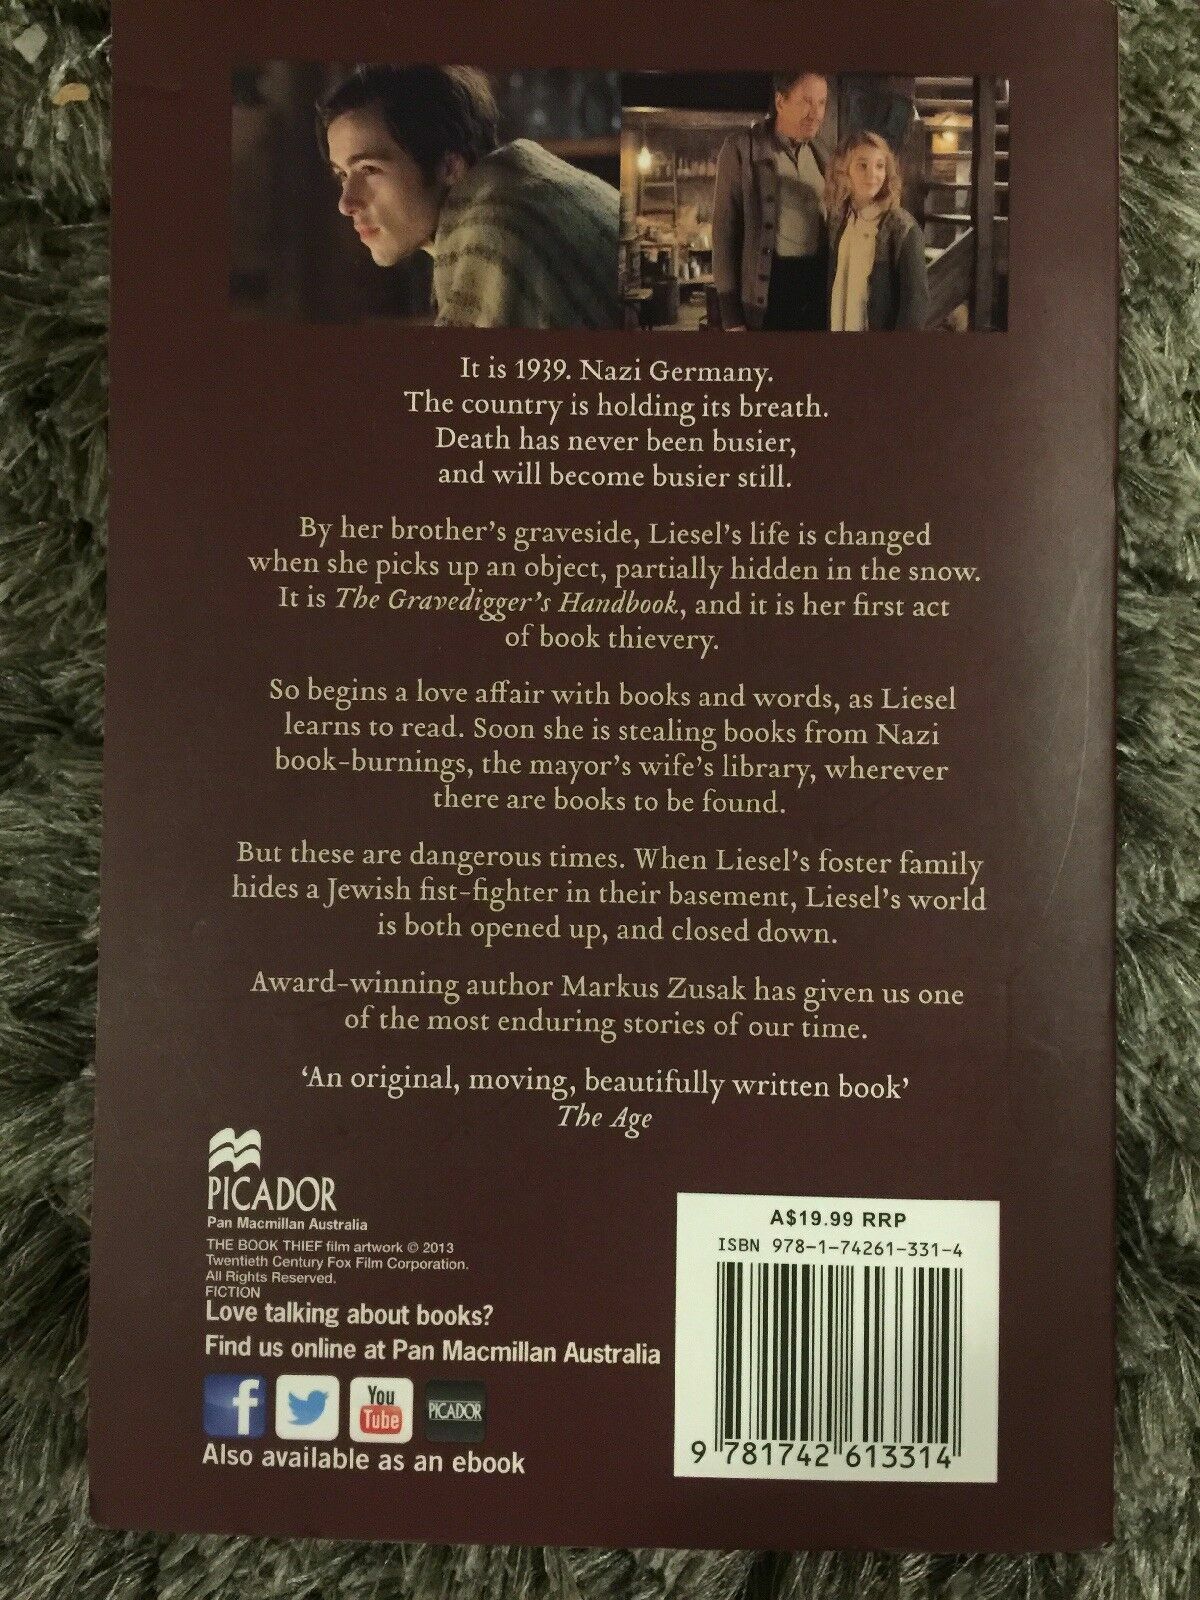 It is 1939. Nazi Germany.
The country is holding its breath.
Death has never been busier,
and will become busier still.
By her brother's graveside, Liesel's life is changed
when she picks up an object, partially hidden in the snow.
It is The Gravedigger's Handbook, and it is her first act
of book thievery.
So begins a love affair with books and words, as Liesel
learns to read. Soon she is stealing books from Nazi
book-burnings, the mayor's wife's library, wherever
there are books to be found.
But these are dangerous times. When Liesel's foster family
hides a Jewish fist-fighter in their basement, Liesel's world
is both opened up, and closed down.
Award-winning author Markus Zusak has given us one
of the most enduring stories of our time.
'An original, moving, beautifully written book'
The Age
PICADOR
Pan Macmillan Australia
THE BOOK THIEF film artwork © 2013
Twentieth Century Fox Film Corporation.
All Rights Reserved.
FICTION
Love talking about books?
Find us online at Pan Macmillan Australia
f
You
Tube
PICADOR
Also available as an ebook
A$19.99 RRP
ISBN 978-1-74261-331-4
9 781742 613314